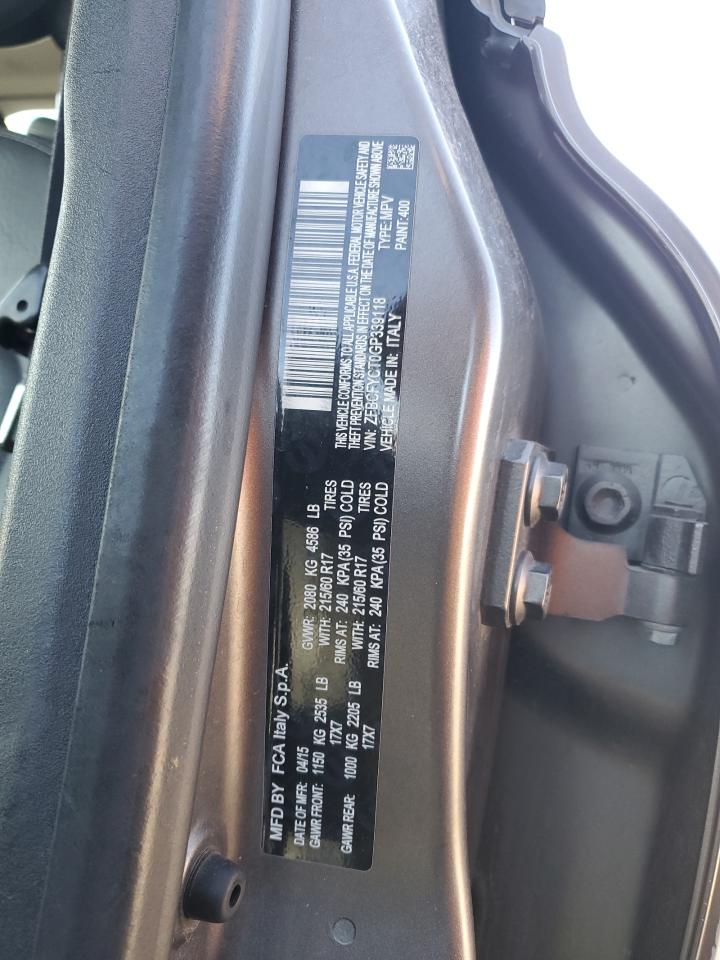 MFD BY FCA Italy S.p.A.
DATE OF MFR: 04/15 GVWR: 2080 KG 4586 LB
GAWR FRONT: 1150 KG 2535 LB WITH: 215/60 R17 TIRES
17X7 RIMS AT: 240 KPA(35 PSI) COLD
GAWR REAR: 1000 KG 2205 LB WITH: 215/60 R17 TIRES
17X7 RIMS AT: 240 KPA(35 PSI) COLD
THIS VEHICLE CONFORMS TO ALL APPLICABLE U.S.A. FEDERAL MOTOR VEHICLE SAFETY AND
THEFT PREVENTION STANDARDS IN EFFECT ON THE DATE OF MANUFACTURE SHOWN ABOVE
VIN: ZFBCFYCT0GP339118 TYPE: MPV
VEHICLE MADE IN: ITALY PAINT: 400